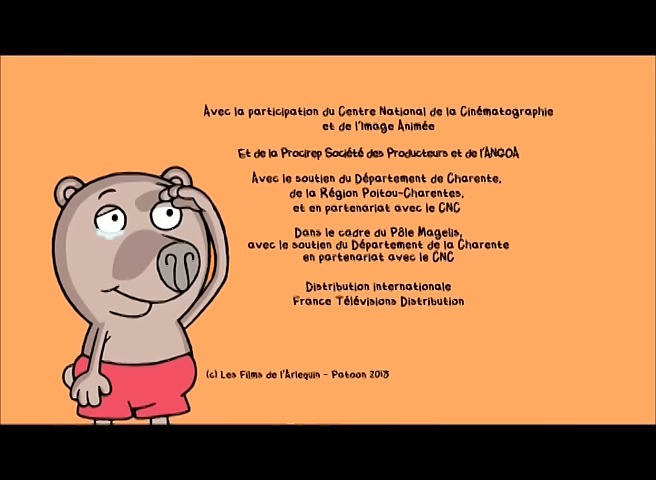 Avec la participation du Centre National de la Cinématographie
et de l'Image Animée
Et de la Procirep Société des Producteurs et de l'ANGOA
Avec le soutien du Département de Charente,
de la Région Poitou-Charentes,
et en partenariat avec le CNC
Dans le cadre du Pôle Magelis,
avec le soutien du Département de la Charente
en partenariat avec le CNC
Distribution internationale
France Télévisions Distribution
(c) Les Films de l'Arlequin - Patoon 2013